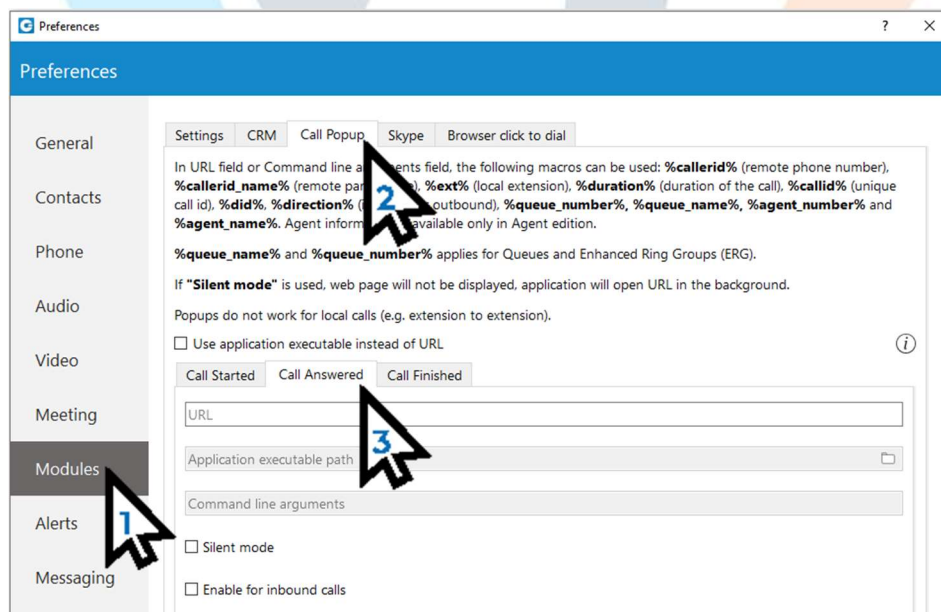 Preferences
?
Preferences
General
Contacts
Phone
Audio
Video
Meeting
Modules
Alerts
Messaging
Settings CRM Call Popup Skype Browser click to dial
In URL field or Command line a ents field, the following macros can be used: %callerid% (remote phone number),
%callerid_name% (remote par e), %ext% (local extension), %duration% (duration of the call), %callid% (unique
call id), %did%, %direction% ( outbound), %queue_number%, %queue_name%, %agent_number% and
%agent_name%. Agent inform vailable only in Agent edition.
%queue_name% and %queue_number% applies for Queues and Enhanced Ring Groups (ERG).
If "Silent mode" is used, web page will not be displayed, application will open URL in the background.
Popups do not work for local calls (e.g. extension to extension).
Use application executable instead of URL
i
Call Started Call Answered Call Finished
URL
Application executable path
Command line arguments
Silent mode
Enable for inbound calls
1
2
3